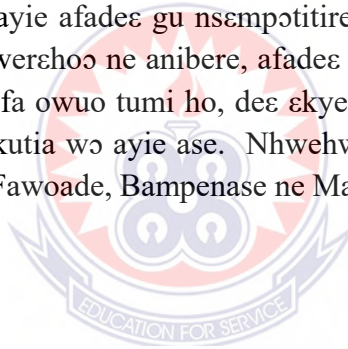 ayie afadeɛ gu nsɛmpɔtitire
werɛhoɔ ne anibere, afadeɛ
fa owuo tumi ho, deɛ ɛkye
kutia wɔ ayie ase. Nhwehw
Fawoade, Bampenase ne Ma
EDUCATION FOR SERVICE